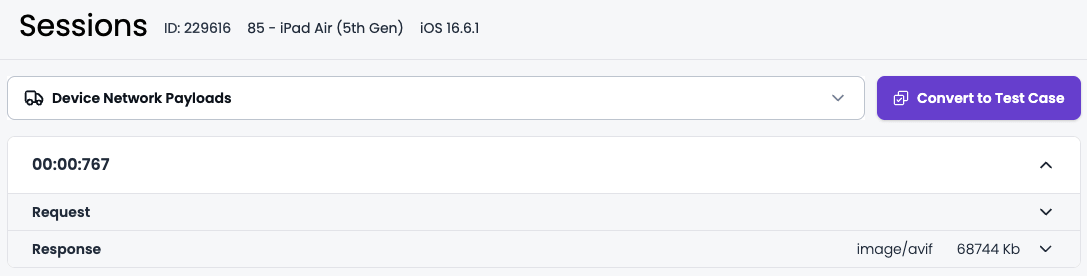 Sessions ID: 229616 85 - iPad Air (5th Gen) iOS 16.6.1
Device Network Payloads Convert to Test Case
00:00:767
Request
Response image/avif 68744 Kb